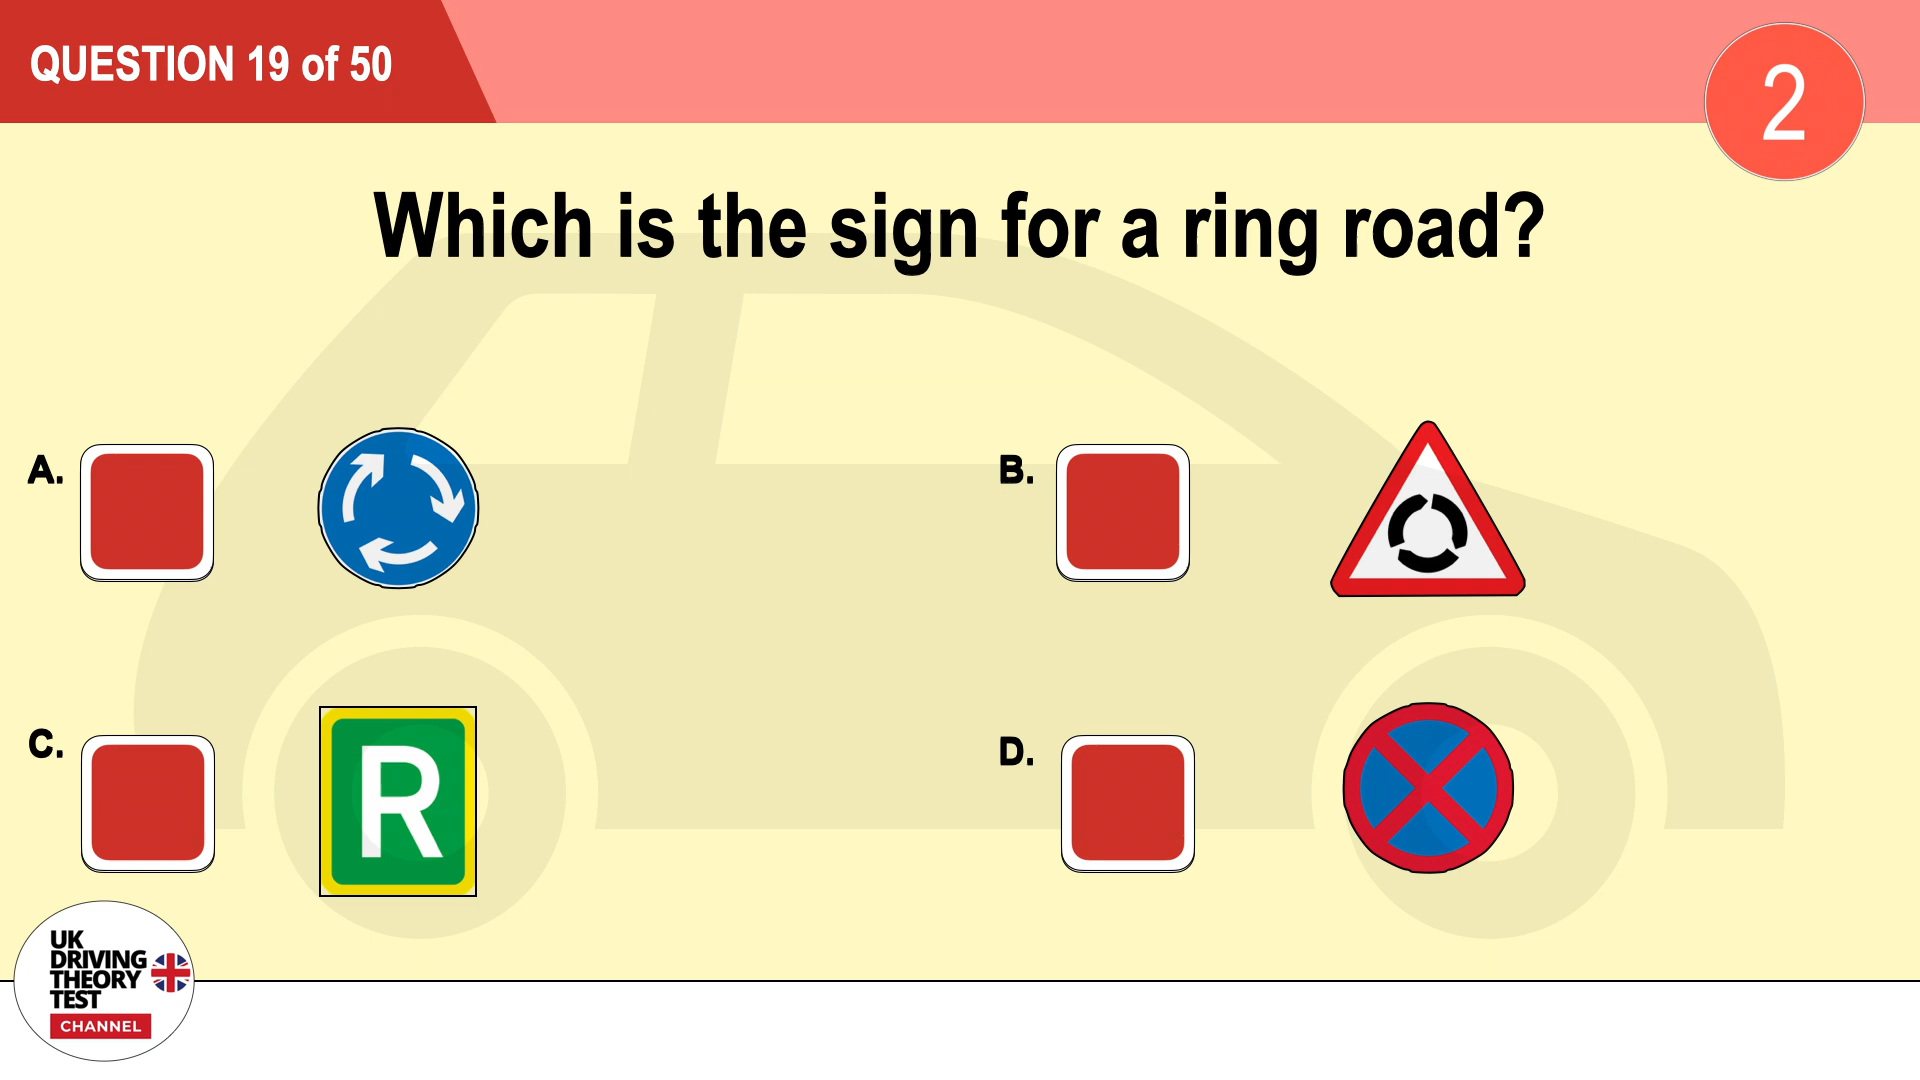 QUESTION 19 of 50
2
Which is the sign for a ring road?
A.
B.
C.
R
D.
UK
DRIVING
THEORY
TEST
CHANNEL